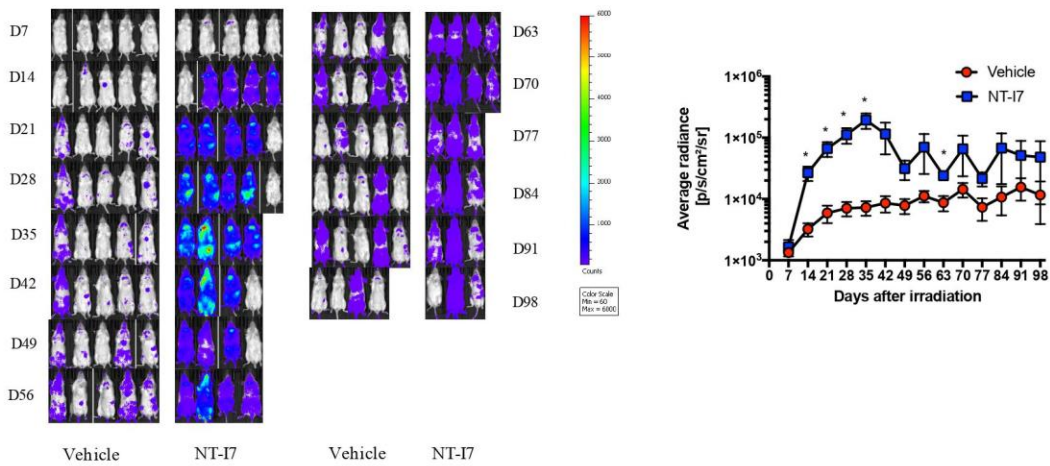 D7
D14
D21
D28
D35
D42
D49
D56
Vehicle
NT-I7
D63
D70
D77
D84
D91
D98
Vehicle
NT-I7
6000
5000
4000
3000
2000
1000
Counts
Color Scale
Min = 60
Max = 6000
Vehicle
NT-I7
Average radiance
[p/s/cm²/sr]
1×10⁶
1×10⁵
1×10⁴
1×10³
* * * * *
*
0 7 14 21 28 35 42 49 56 63 70 77 84 91 98
Days after irradiation